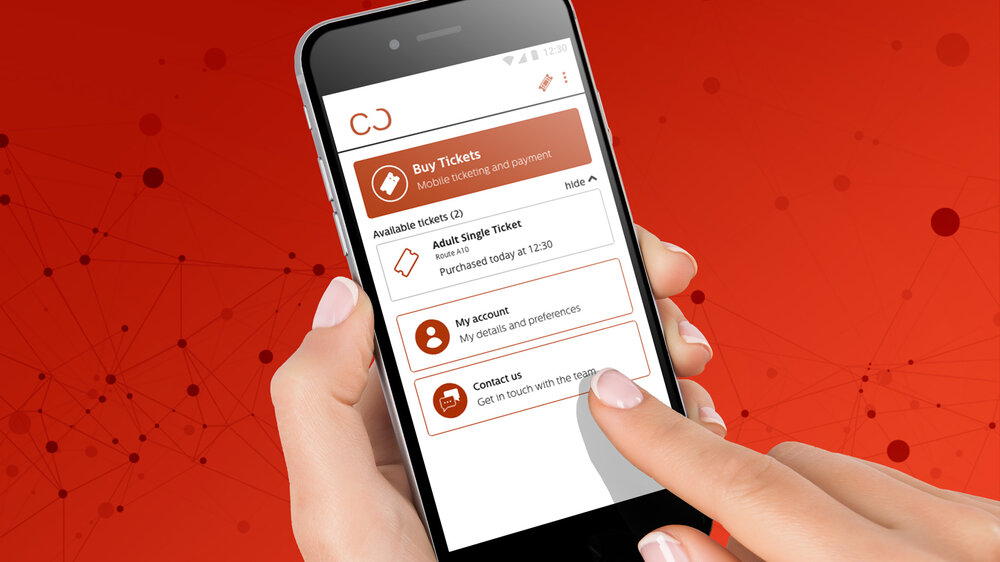 12:30
CC
Buy Tickets
Mobile ticketing and payment
Available tickets (2)
hide
Adult Single Ticket
Route A10
Purchased today at 12:30
My account
My details and preferences
Contact us
Get in touch with the team